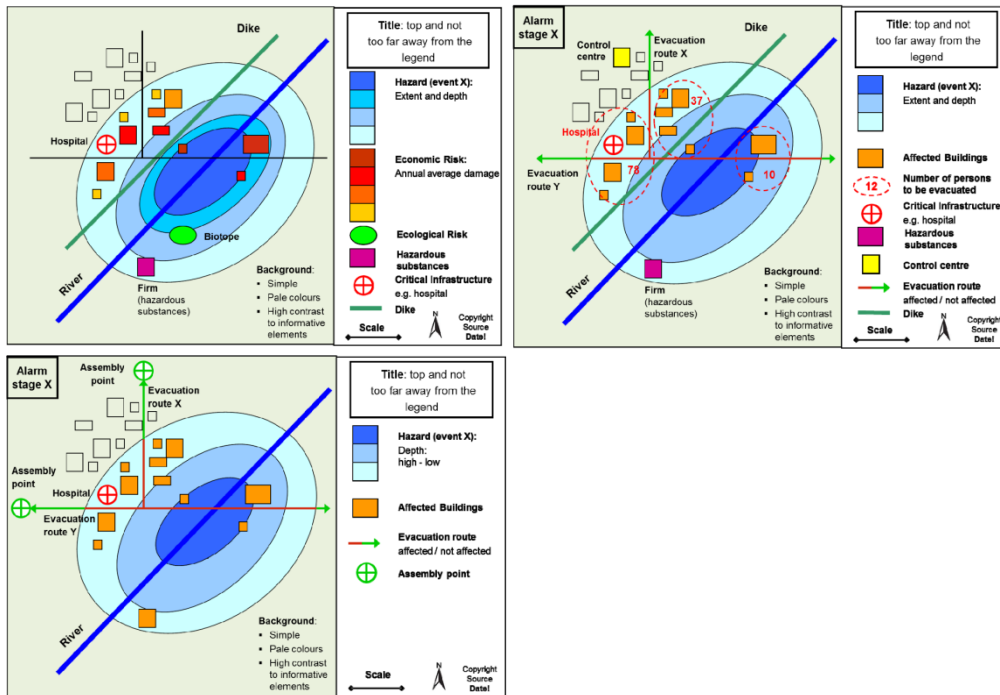 Dike
Hospital
Biotope
River
Firm
(hazardous
substances)
Background:
▪ Simple
▪ Pale colours
▪ High contrast
to informative
elements
Title: top and not
too far away from the
legend
Hazard (event X):
Extent and depth
Economic Risk:
Annual average damage
Ecological Risk
Hazardous
substances
Critical Infrastructure
e.g. hospital
Dike
Scale
N
Copyright
Source
Date!
Alarm
stage X
Control
centre
Evacuation
route X
Dike
37
Hospital
78
10
Evacuation
route Y
River
Firm
(hazardous
substances)
Background:
▪ Simple
▪ Pale colours
▪ High contrast
to informative
elements
Title: top and not
too far away from the
legend
Hazard (event X):
Extent and depth
Affected Buildings
12
Number of persons
to be evacuated
Critical Infrastructure
e.g. hospital
Hazardous
substances
Control centre
Evacuation route
affected / not affected
Dike
Scale
N
Copyright
Source
Date!
Alarm
stage X
Assembly
point
Evacuation
route X
Assembly
point
Hospital
Evacuation
route Y
River
Background:
▪ Simple
▪ Pale colours
▪ High contrast
to informative
elements
Title: top and not
too far away from the
legend
Hazard (event X):
Depth:
high - low
Affected Buildings
Evacuation route
affected / not affected
Assembly point
Scale
N
Copyright
Source
Date!